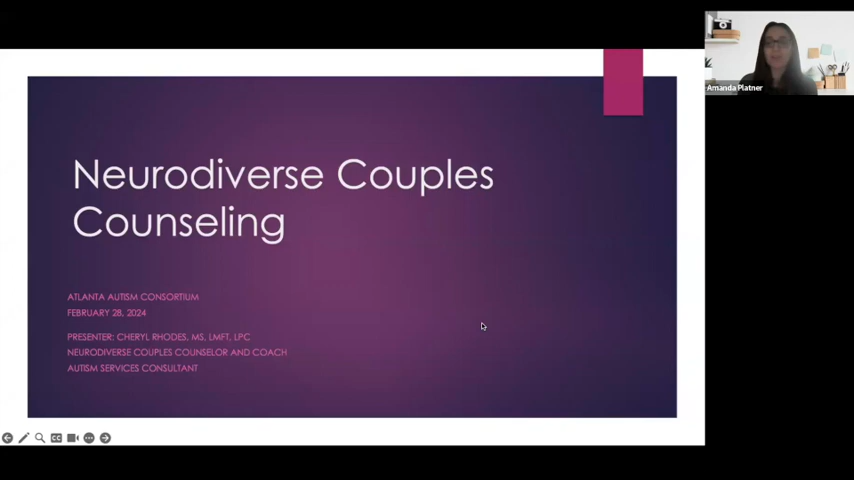 Neurodiverse Couples
Counseling
ATLANTA AUTISM CONSORTIUM
FEBRUARY 28, 2024
PRESENTER: CHERYL RHODES, MS, LMFT, LPC
NEURODIVERSE COUPLES COUNSELOR AND COACH
AUTISM SERVICES CONSULTANT
Amanda Platner
CC